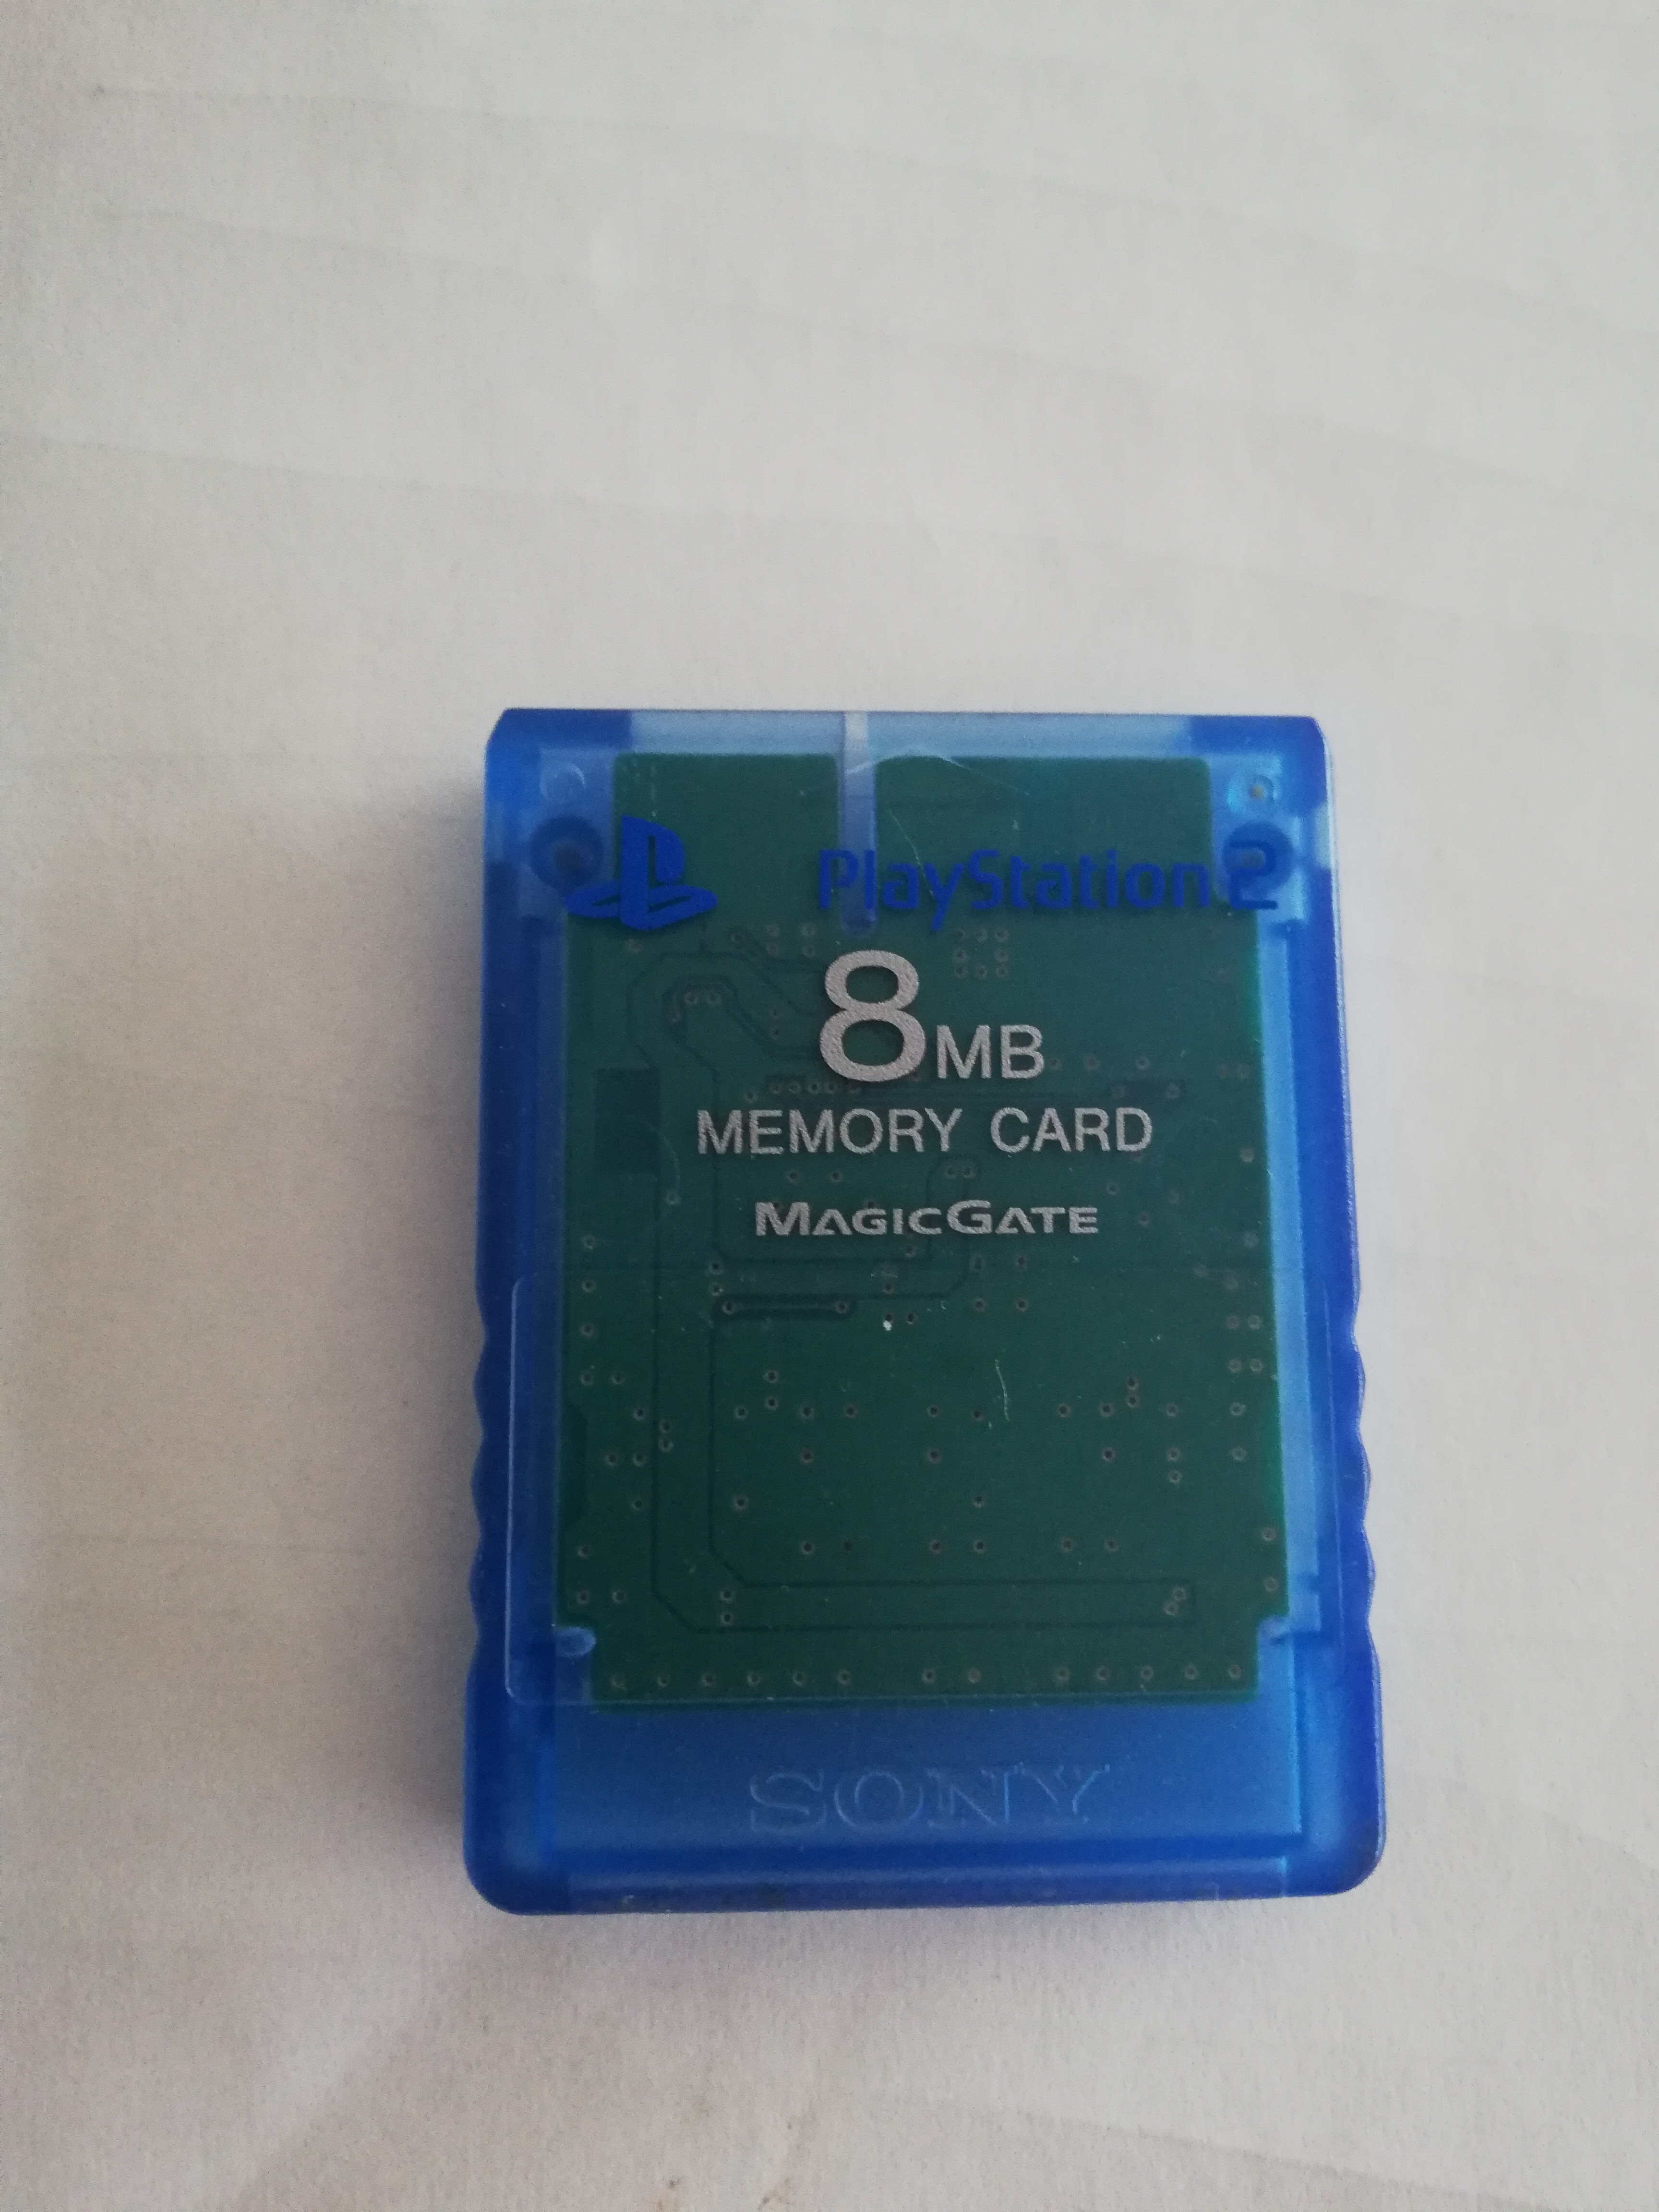 PlayStation 2
8MB
MEMORY CARD
MAGICGATE
SONY